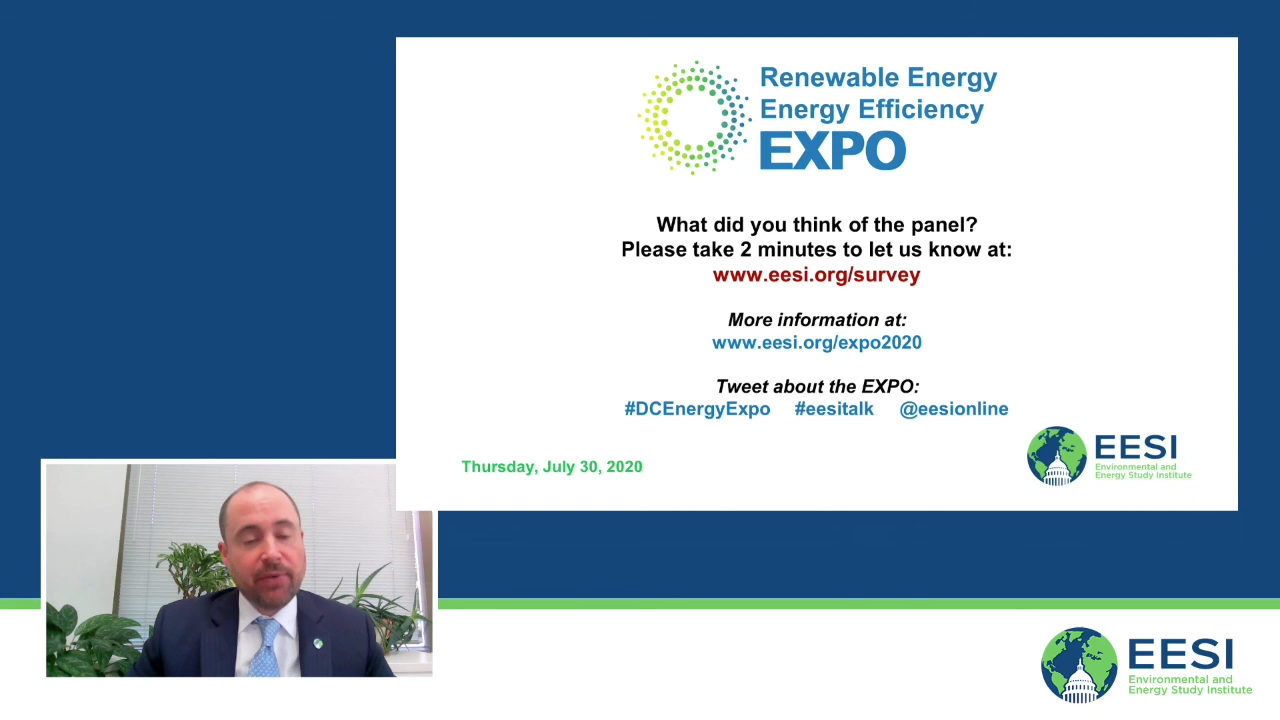 Renewable Energy
Energy Efficiency
EXPO
What did you think of the panel?
Please take 2 minutes to let us know at:
www.eesi.org/survey
More information at:
www.eesi.org/expo2020
Tweet about the EXPO:
#DCEnergyExpo #eesitalk @eesionline
Thursday, July 30, 2020
EESI
Environmental and
Energy Study Institute
EESI
Environmental and
Energy Study Institute